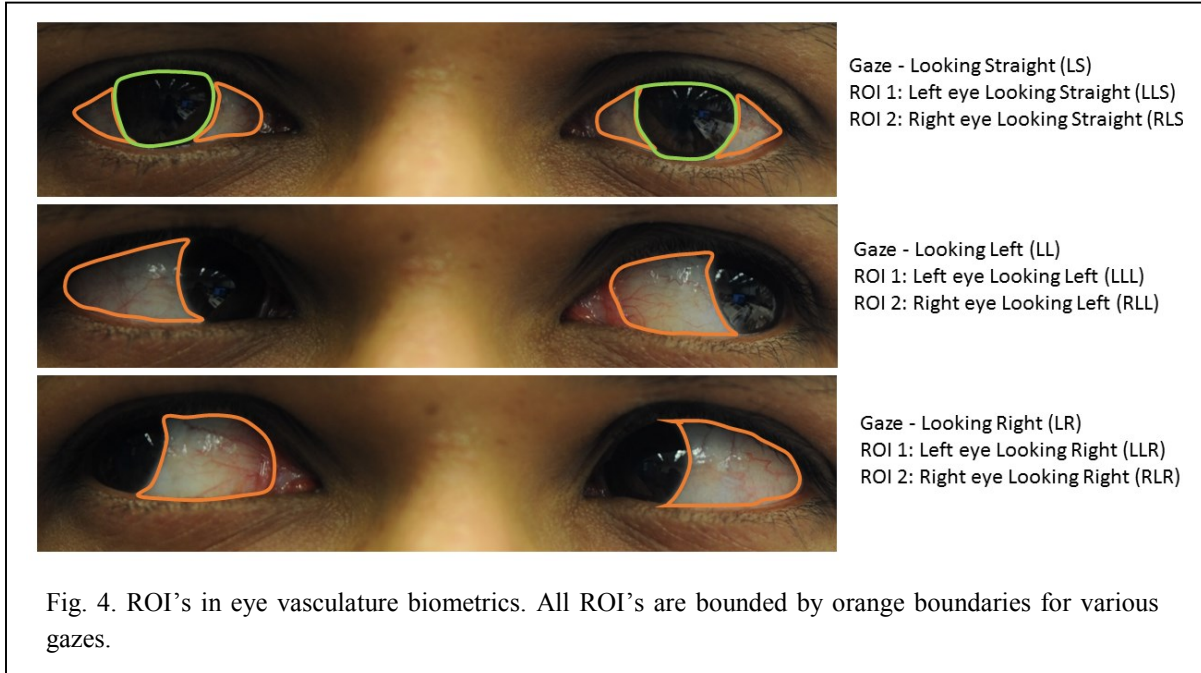 Gaze - Looking Straight (LS)
ROI 1: Left eye Looking Straight (LLS)
ROI 2: Right eye Looking Straight (RLS
Gaze - Looking Left (LL)
ROI 1: Left eye Looking Left (LLL)
ROI 2: Right eye Looking Left (RLL)
Gaze - Looking Right (LR)
ROI 1: Left eye Looking Right (LLR)
ROI 2: Right eye Looking Right (RLR)
Fig. 4. ROI’s in eye vasculature biometrics. All ROI’s are bounded by orange boundaries for various
gazes.